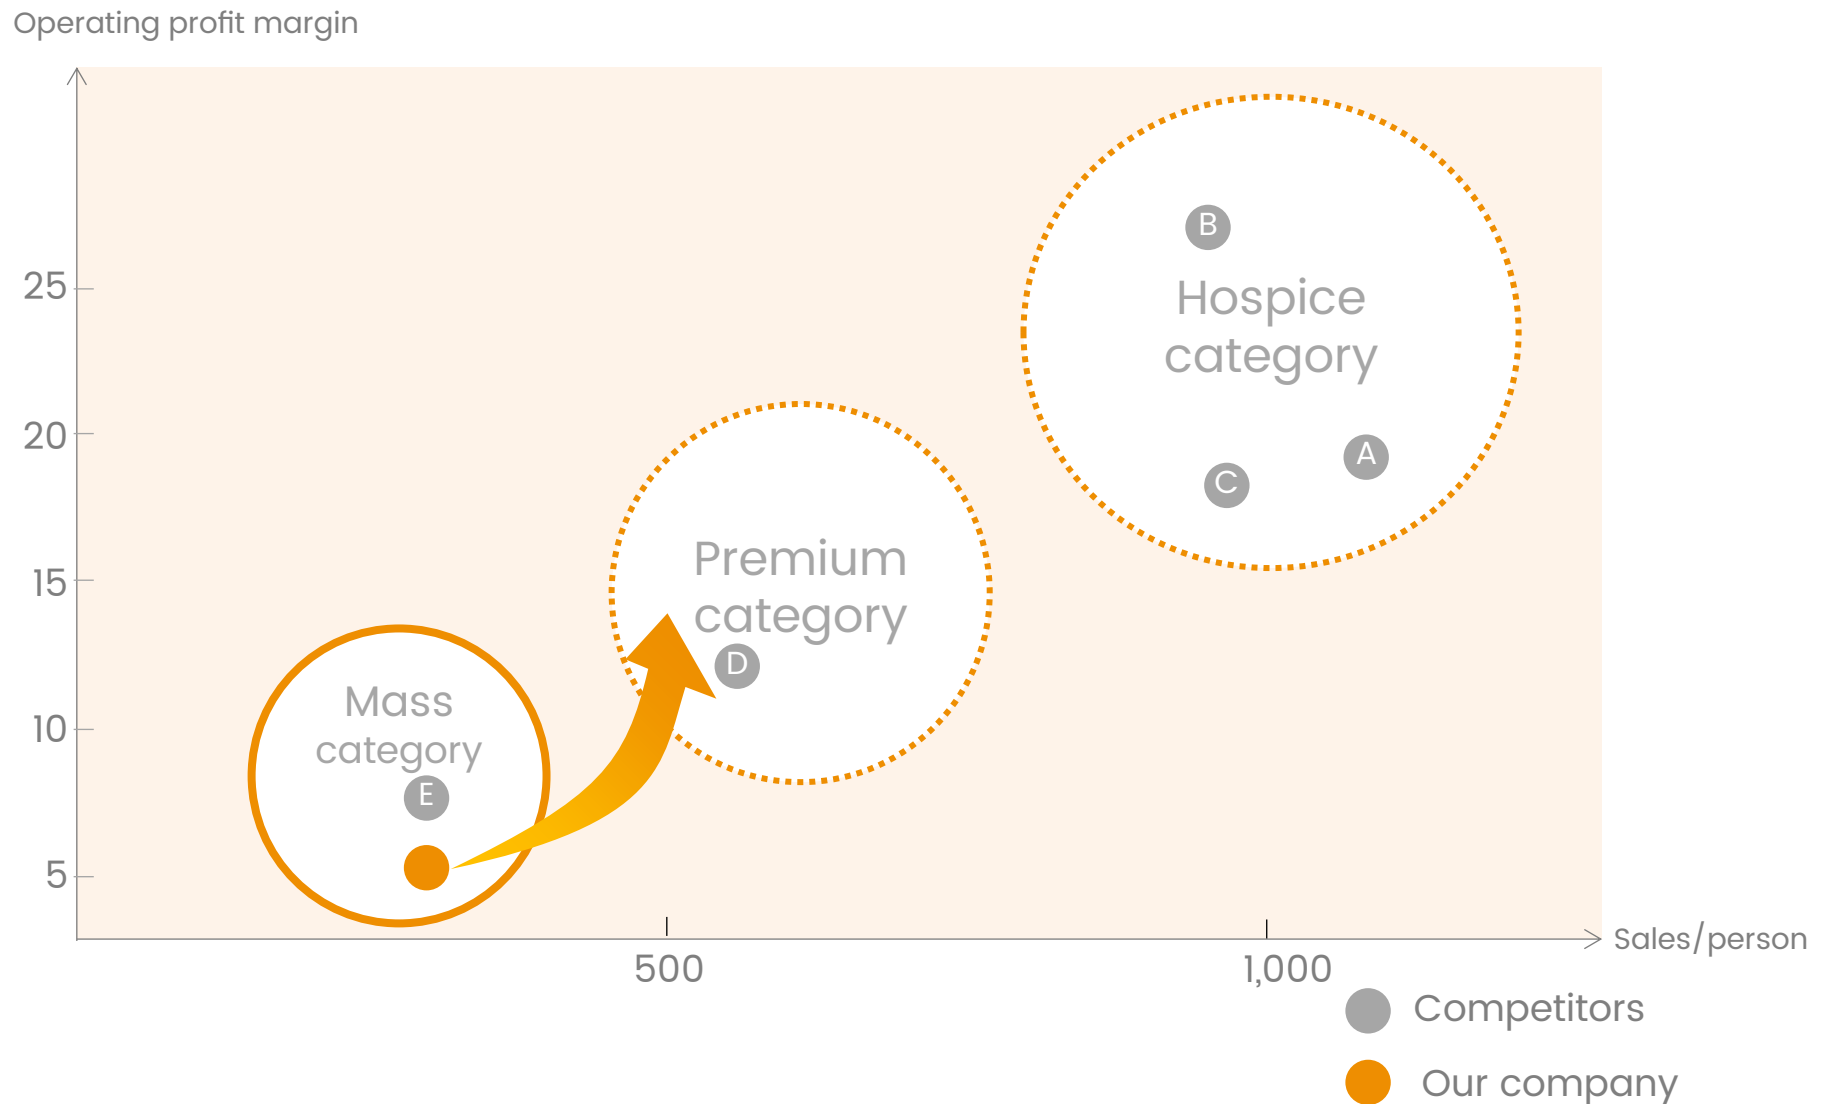 Operating profit margin
B
25
Hospice
category
20
A
C
Premium
15
category
D
Mass
10
category
E
5
Sales/person
500
1,000
Competitors
Our company